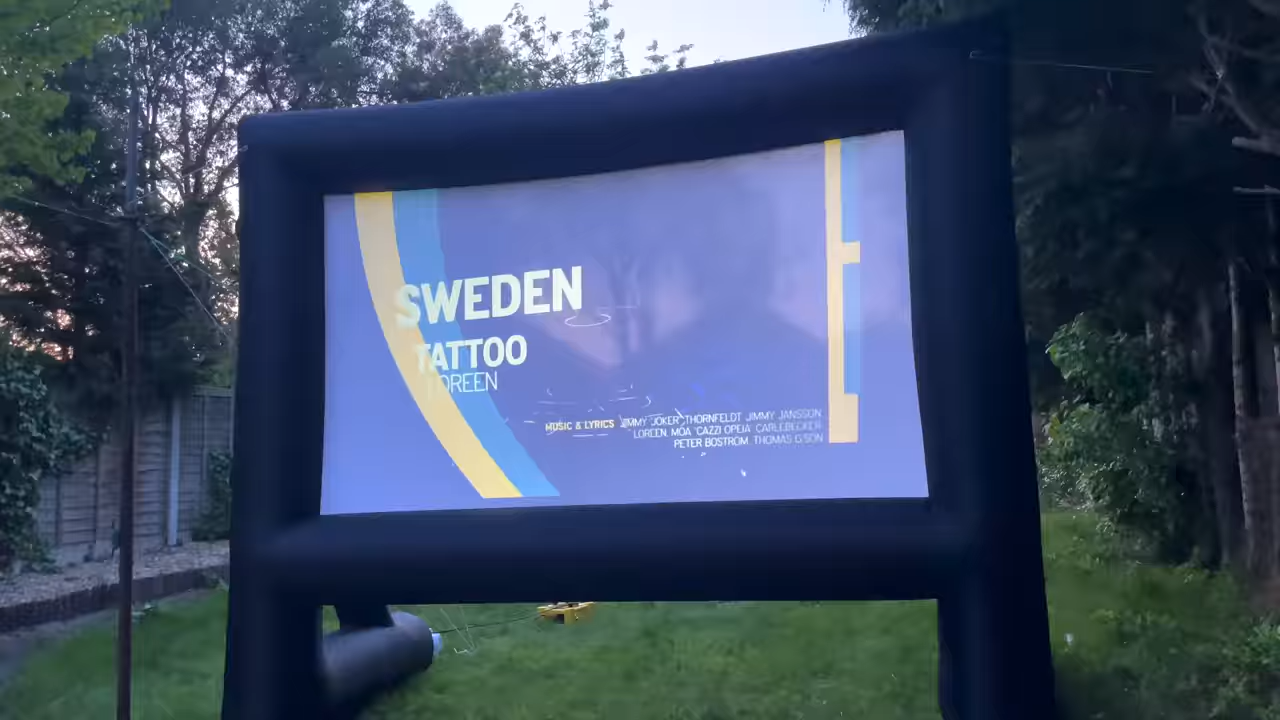 SWEDEN
TATTOO
LOREEN
MUSIC & LYRICS JIMMY 'JOKER' THORNFELDT, JIMMY JANSSON
LOREEN, MOA 'CAZZI OPEIA' CARLEBECKER
PETER BOSTRÖM, THOMAS G:SON